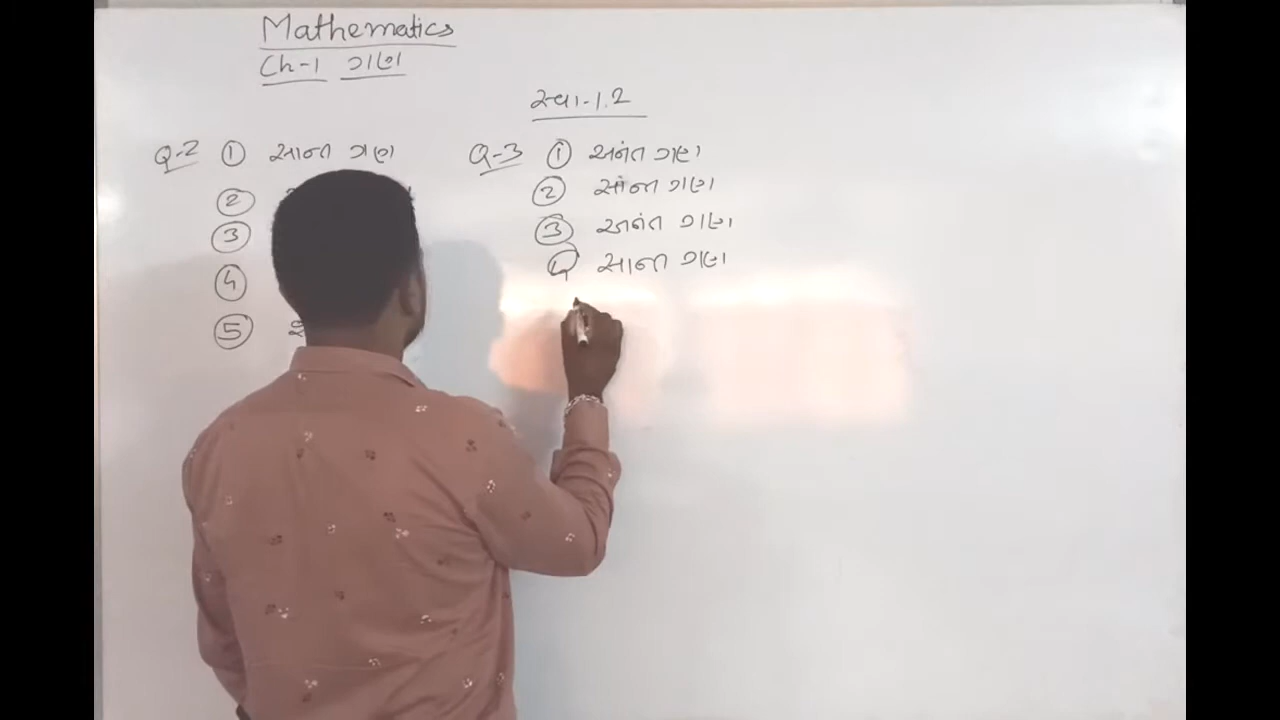 Mathematics
Ch-1 ગણ
સ્વા-1.2
Q-2 ① સાન્ત ગણ
②
③
④
⑤
Q-3 ① અનંત ગણ
② સાંન્ત ગણ
③ અનંત ગણ
④ સાન્ત ગણ